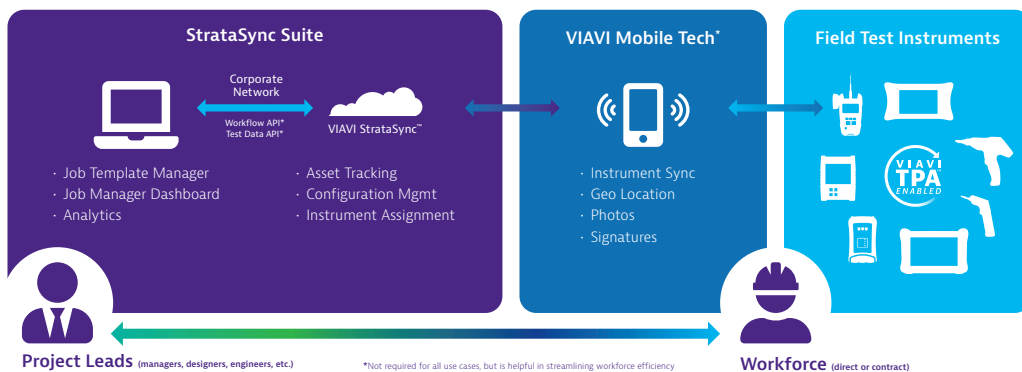 StrataSync Suite
Corporate
Network
Workflow API*
Test Data API*
VIAVI StrataSync™
· Job Template Manager
· Job Manager Dashboard
· Analytics
· Asset Tracking
· Configuration Mgmt
· Instrument Assignment
VIAVI Mobile Tech*
· Instrument Sync
· Geo Location
· Photos
· Signatures
Field Test Instruments
VIAVI
TPA
ENABLED
Project Leads (managers, designers, engineers, etc.)
*Not required for all use cases, but is helpful in streamlining workforce efficiency
Workforce (direct or contract)